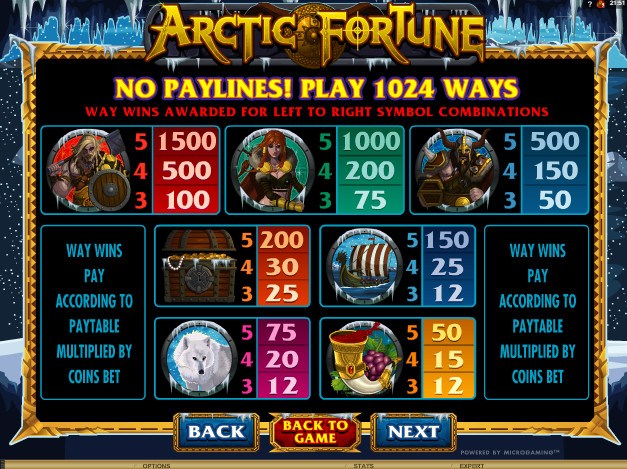 ? 21:51
ARCTIC FORTUNE
NO PAYLINES! PLAY 1024 WAYS
WAY WINS AWARDED FOR LEFT TO RIGHT SYMBOL COMBINATIONS
5 1500
4 500
3 100
5 1000
4 200
3 75
5 500
4 150
3 50
WAY WINS
PAY
ACCORDING TO
PAYTABLE
MULTIPLIED BY
COINS BET
5 200
4 30
3 25
5 150
4 25
3 12
5 75
4 20
3 12
5 50
4 15
3 12
WAY WINS
PAY
ACCORDING TO
PAYTABLE
MULTIPLIED BY
COINS BET
BACK
BACK TO
GAME
NEXT
POWERED BY MICROGAMING™
OPTIONS STATS EXPERT